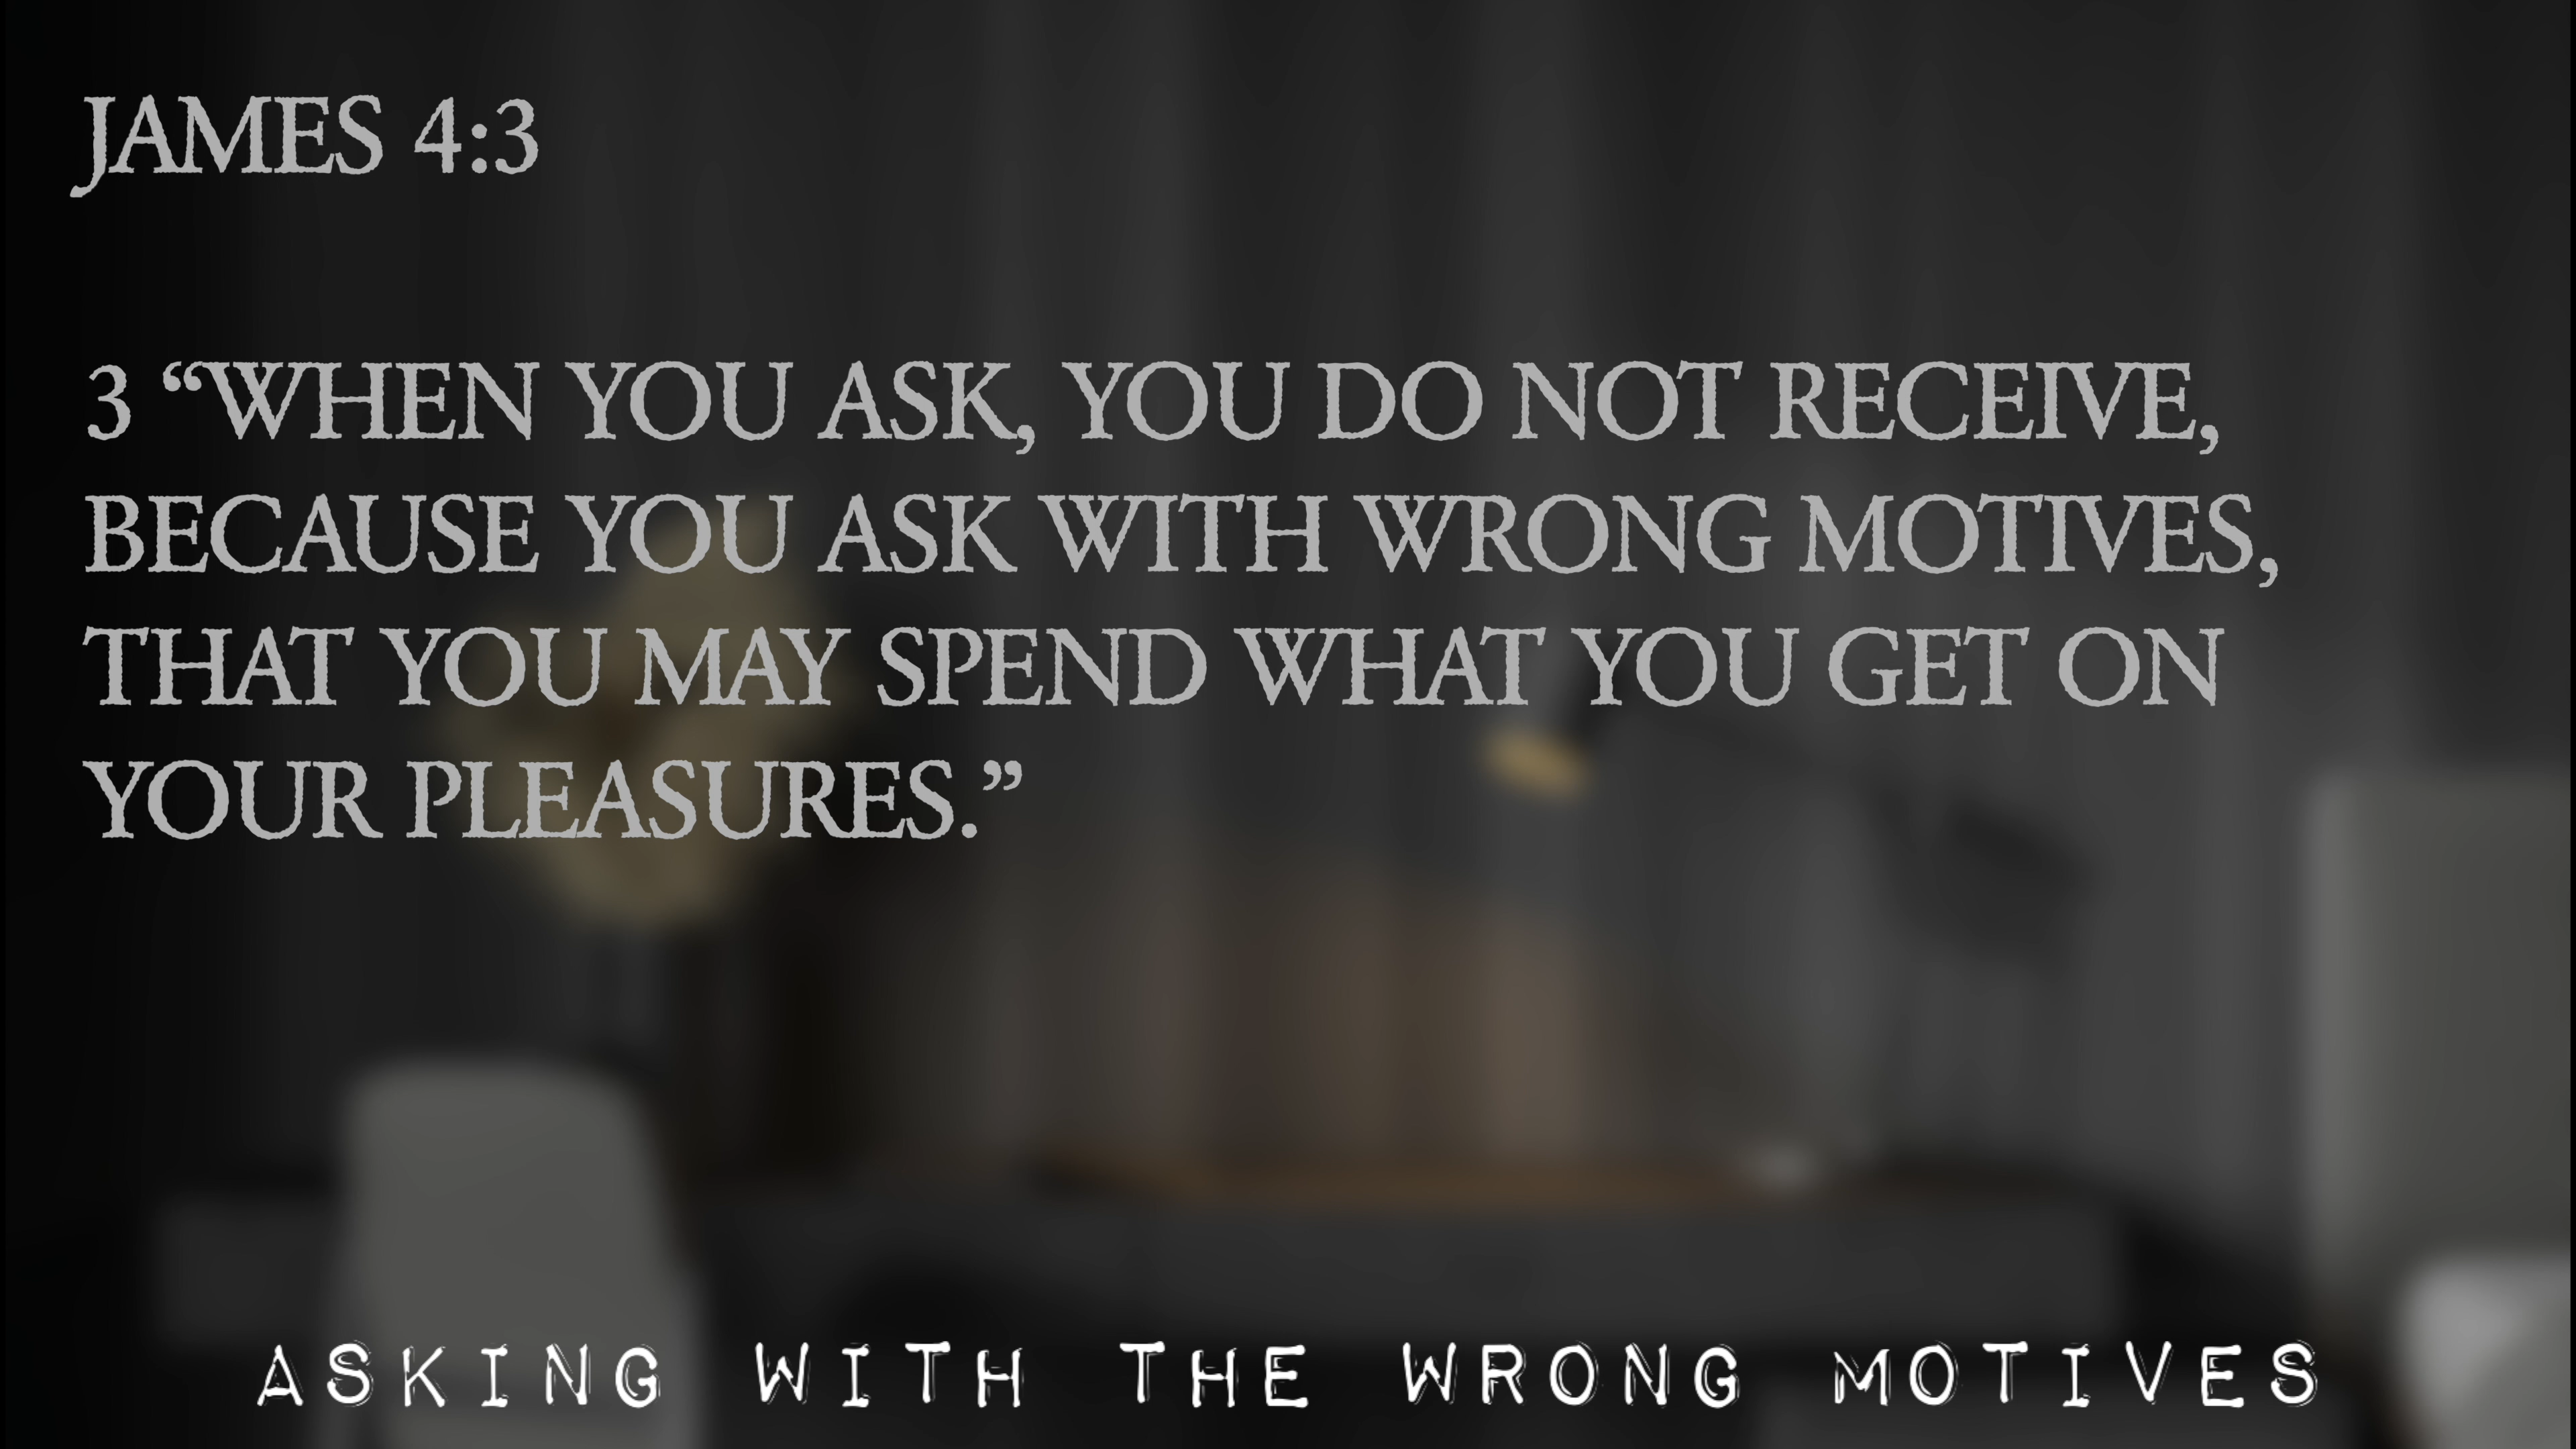 JAMES 4:3
3 “WHEN YOU ASK, YOU DO NOT RECEIVE,
BECAUSE YOU ASK WITH WRONG MOTIVES,
THAT YOU MAY SPEND WHAT YOU GET ON
YOUR PLEASURES.”
ASKING WITH THE WRONG MOTIVES